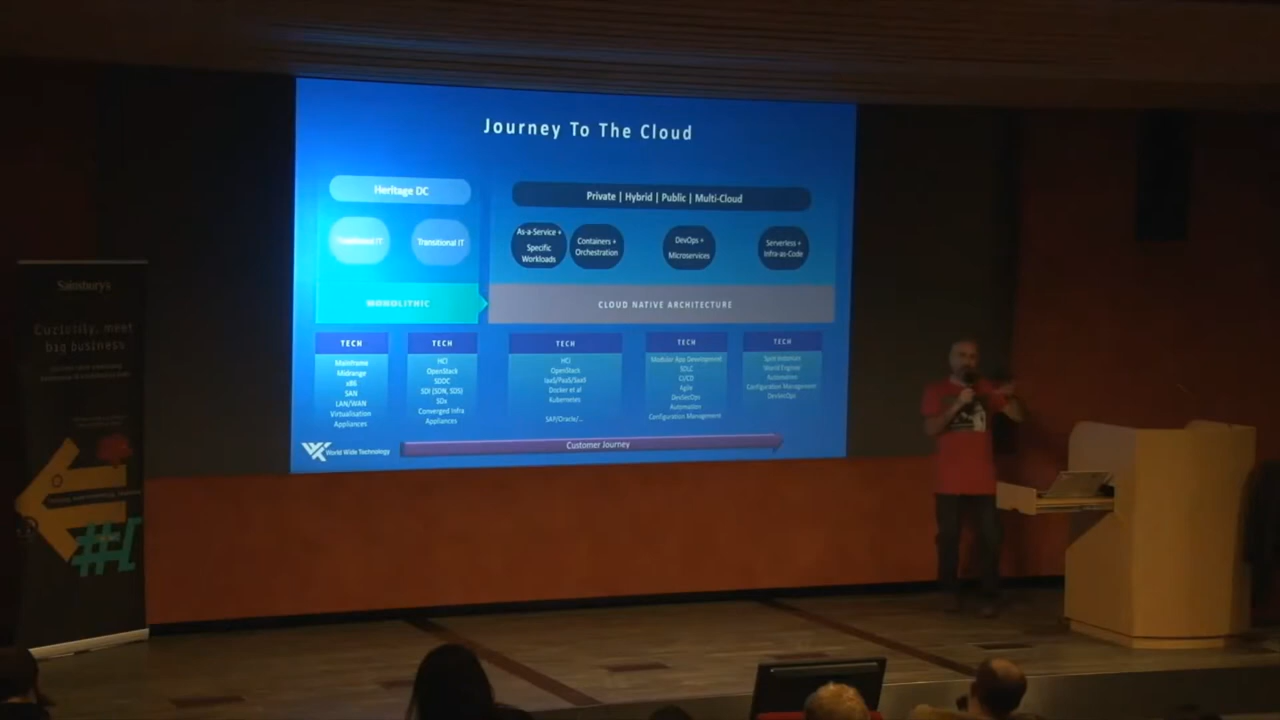 Journey To The Cloud
Heritage DC
Private | Hybrid | Public | Multi-Cloud
Traditional IT
Transitional IT
As-a-Service +
Specific
Workloads
Containers +
Orchestration
DevOps +
Microservices
Serverless +
Infra-as-Code
MONOLITHIC
CLOUD NATIVE ARCHITECTURE
TECH
Mainframe
Midrange
x86
SAN
LAN/WAN
Virtualisation
Appliances
TECH
HCI
OpenStack
SDDC
SDI (SDN, SDS)
SDx
Converged Infra
Appliances
TECH
HCI
OpenStack
IaaS/PaaS/SaaS
Docker et al
Kubernetes
SAP/Oracle/...
TECH
Modular App Development
SDLC
CI/CD
Agile
DevSecOps
Automation
Configuration Management
TECH
Automation
Configuration Management
DevSecOps
World Wide Technology
Customer Journey
Sainsbury's
Curiosity, meet
big business